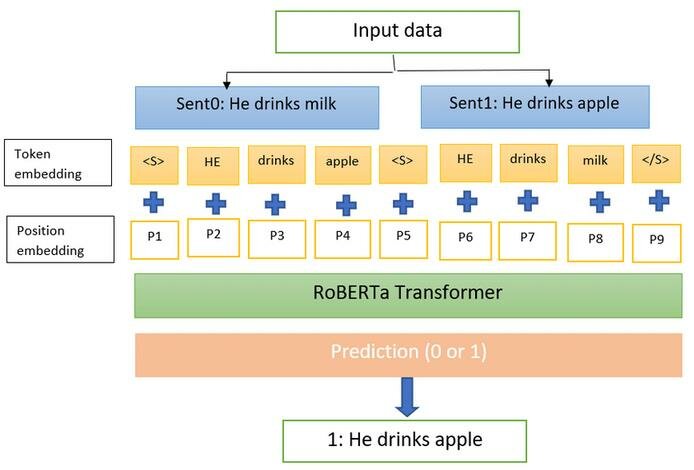 Input data
Sent0: He drinks milk
Sent1: He drinks apple
Token
embedding
<S> HE drinks apple <S> HE drinks milk </S>
Position
embedding
P1 P2 P3 P4 P5 P6 P7 P8 P9
RoBERTa Transformer
Prediction (0 or 1)
1: He drinks apple